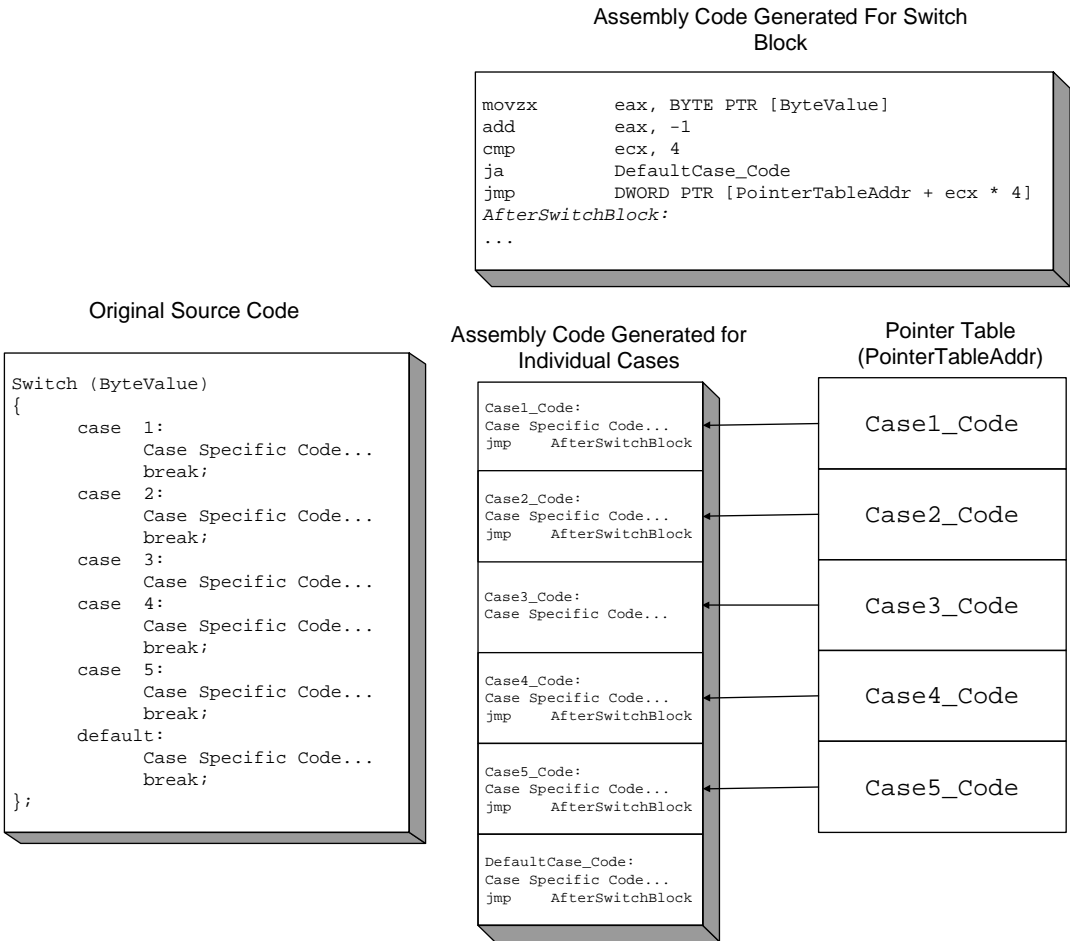 Assembly Code Generated For Switch
Block
movzx eax, BYTE PTR [ByteValue]
add eax, -1
cmp ecx, 4
ja DefaultCase_Code
jmp DWORD PTR [PointerTableAddr + ecx * 4]
AfterSwitchBlock:
...
Original Source Code
Switch (ByteValue)
{
case 1:
Case Specific Code...
break;
case 2:
Case Specific Code...
break;
case 3:
Case Specific Code...
case 4:
Case Specific Code...
break;
case 5:
Case Specific Code...
break;
default:
Case Specific Code...
break;
};
Assembly Code Generated for
Individual Cases
Case1_Code:
Case Specific Code...
jmp AfterSwitchBlock
Case2_Code:
Case Specific Code...
jmp AfterSwitchBlock
Case3_Code:
Case Specific Code...
Case4_Code:
Case Specific Code...
jmp AfterSwitchBlock
Case5_Code:
Case Specific Code...
jmp AfterSwitchBlock
DefaultCase_Code:
Case Specific Code...
jmp AfterSwitchBlock
Pointer Table
(PointerTableAddr)
Case1_Code
Case2_Code
Case3_Code
Case4_Code
Case5_Code